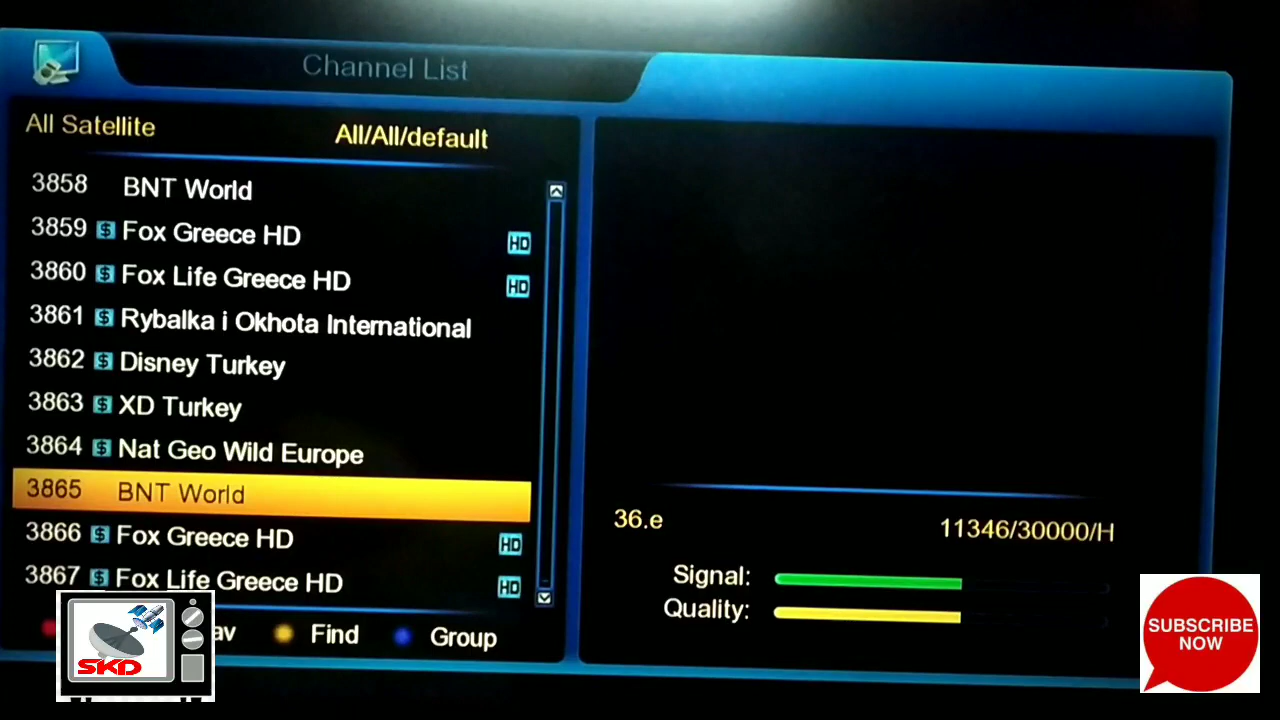 Channel List
All Satellite All/All/default
3858 BNT World
3859 $ Fox Greece HD HD
3860 $ Fox Life Greece HD HD
3861 $ Rybalka i Okhota International
3862 $ Disney Turkey
3863 $ XD Turkey
3864 $ Nat Geo Wild Europe
3865 BNT World
3866 $ Fox Greece HD HD
3867 $ Fox Life Greece HD HD
av Find Group
36.e 11346/30000/H
Signal:
Quality:
SKD
SUBSCRIBE
NOW